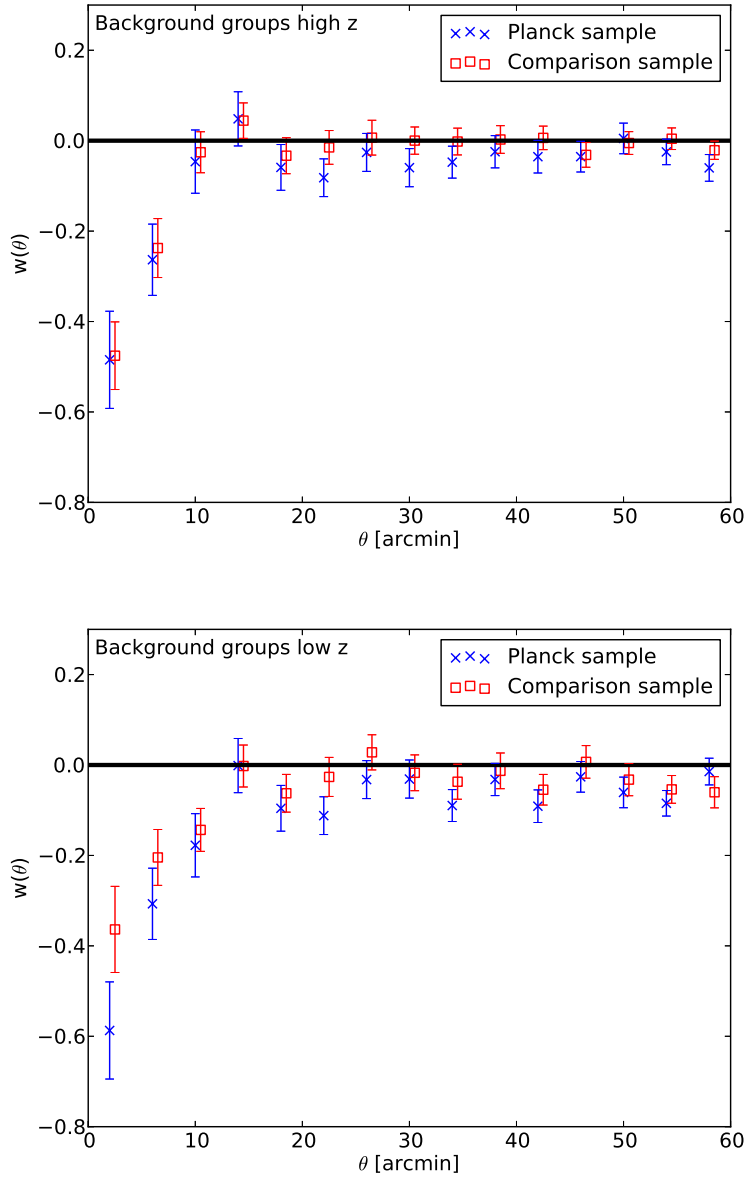 Background groups high z
Planck sample
Comparison sample
0.2
0.0
−0.2
−0.4
−0.6
−0.8
w(θ)
0 10 20 30 40 50 60
θ [arcmin]
Background groups low z
Planck sample
Comparison sample
0.2
0.0
−0.2
−0.4
−0.6
−0.8
w(θ)
0 10 20 30 40 50 60
θ [arcmin]